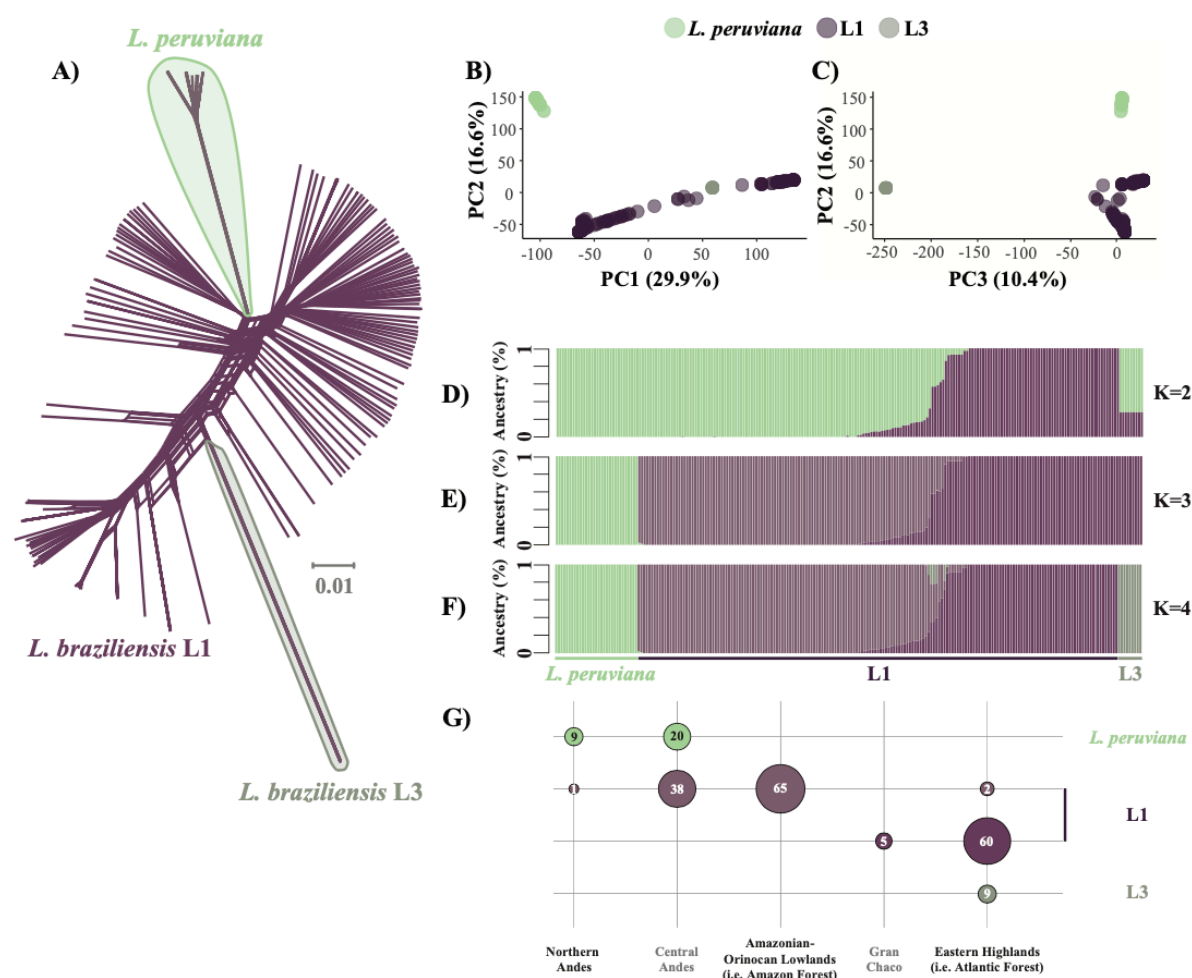 L. peruviana L1 L3
A)
L. peruviana
L. braziliensis L1
L. braziliensis L3
0.01
B)
PC2 (16.6%)
150
100
50
0
-50
-100 -50 0 50 100
PC1 (29.9%)
C)
PC2 (16.6%)
150
100
50
0
-50
-250 -200 -150 -100 -50 0
PC3 (10.4%)
D)
Ancestry (%)
1
0
K=2
E)
Ancestry (%)
1
0
K=3
F)
Ancestry (%)
1
0
K=4
L. peruviana L1 L3
G)
9 20
L. peruviana
1 38 65 2
L1
5 60
9
L3
Northern
Andes
Central
Andes
Amazonian-
Orinocan Lowlands
(i.e. Amazon Forest)
Gran
Chaco
Eastern Highlands
(i.e. Atlantic Forest)